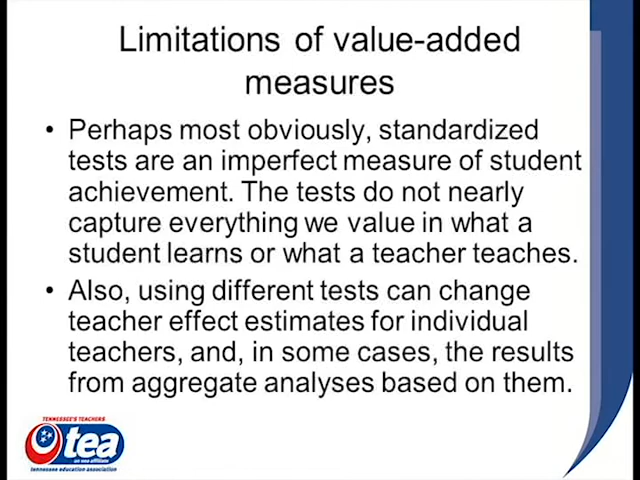 Limitations of value-added
measures
• Perhaps most obviously, standardized
tests are an imperfect measure of student
achievement. The tests do not nearly
capture everything we value in what a
student learns or what a teacher teaches.
• Also, using different tests can change
teacher effect estimates for individual
teachers, and, in some cases, the results
from aggregate analyses based on them.
TENNESSEE'S TEACHERS
tea
an nea affiliate
tennessee education association